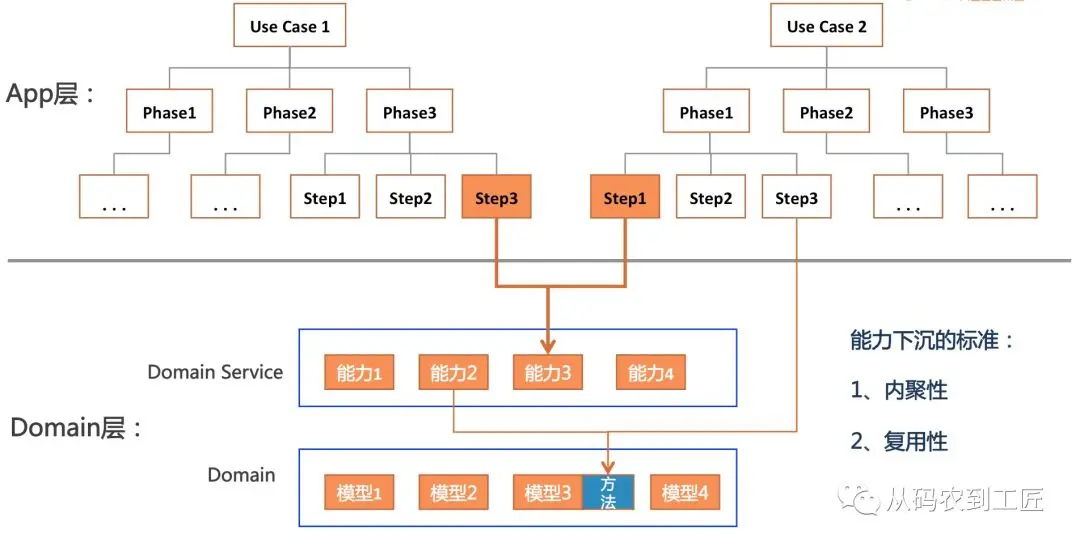 Use Case 1
Use Case 2
App层：
Phase1
Phase2
Phase3
Phase1
Phase2
Phase3
...
...
Step1
Step2
Step3
Step1
Step2
Step3
...
...
能力下沉的标准：
Domain Service
能力1
能力2
能力3
能力4
1、内聚性
Domain层：
2、复用性
Domain
模型1
模型2
模型3
方法
模型4
从码农到工匠